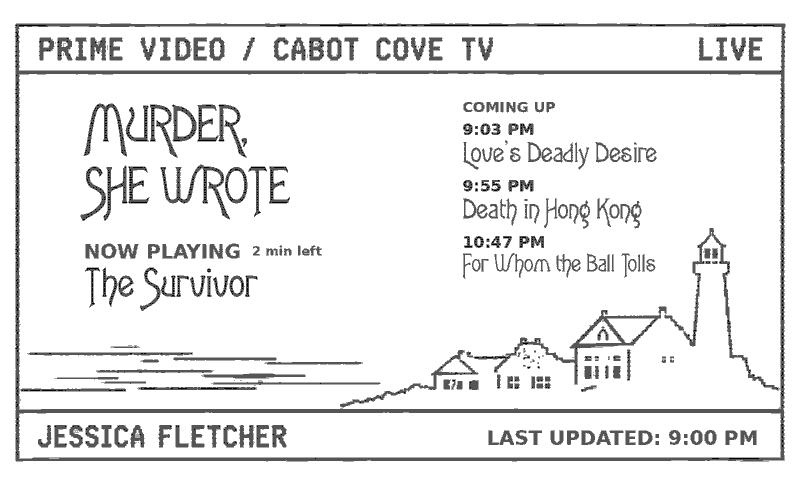 PRIME VIDEO / CABOT COVE TV
LIVE
MURDER,
SHE WROTE
NOW PLAYING 2 min left
The Survivor
COMING UP
9:03 PM
Love's Deadly Desire
9:55 PM
Death in Hong Kong
10:47 PM
For Whom the Ball Tolls
JESSICA FLETCHER
LAST UPDATED: 9:00 PM